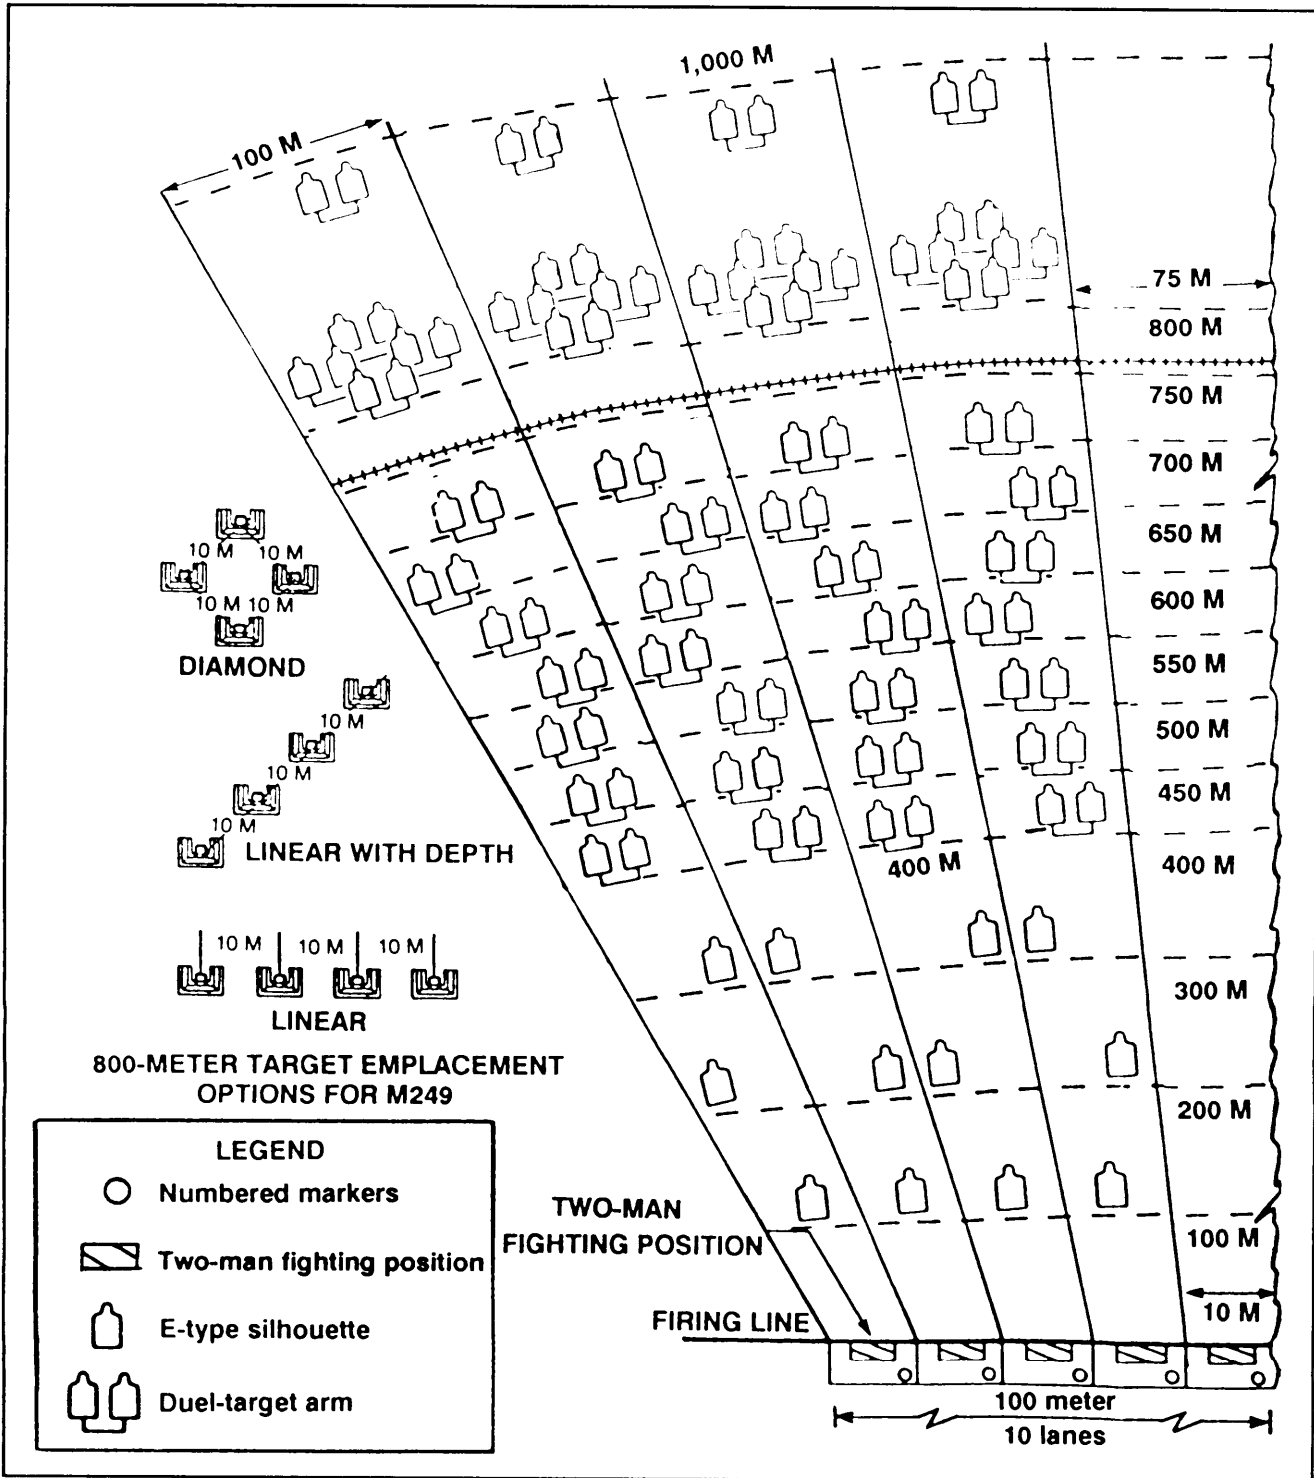 1,000 M
100 M
75 M
800 M
750 M
700 M
650 M
600 M
550 M
500 M
450 M
400 M
400 M
300 M
200 M
100 M
10 M
10 M 10 M
10 M 10 M
DIAMOND
10 M
10 M
10 M
LINEAR WITH DEPTH
10 M 10 M 10 M
LINEAR
800-METER TARGET EMPLACEMENT
OPTIONS FOR M249
LEGEND
Numbered markers
Two-man fighting position
E-type silhouette
Duel-target arm
TWO-MAN
FIGHTING POSITION
FIRING LINE
100 meter
10 lanes